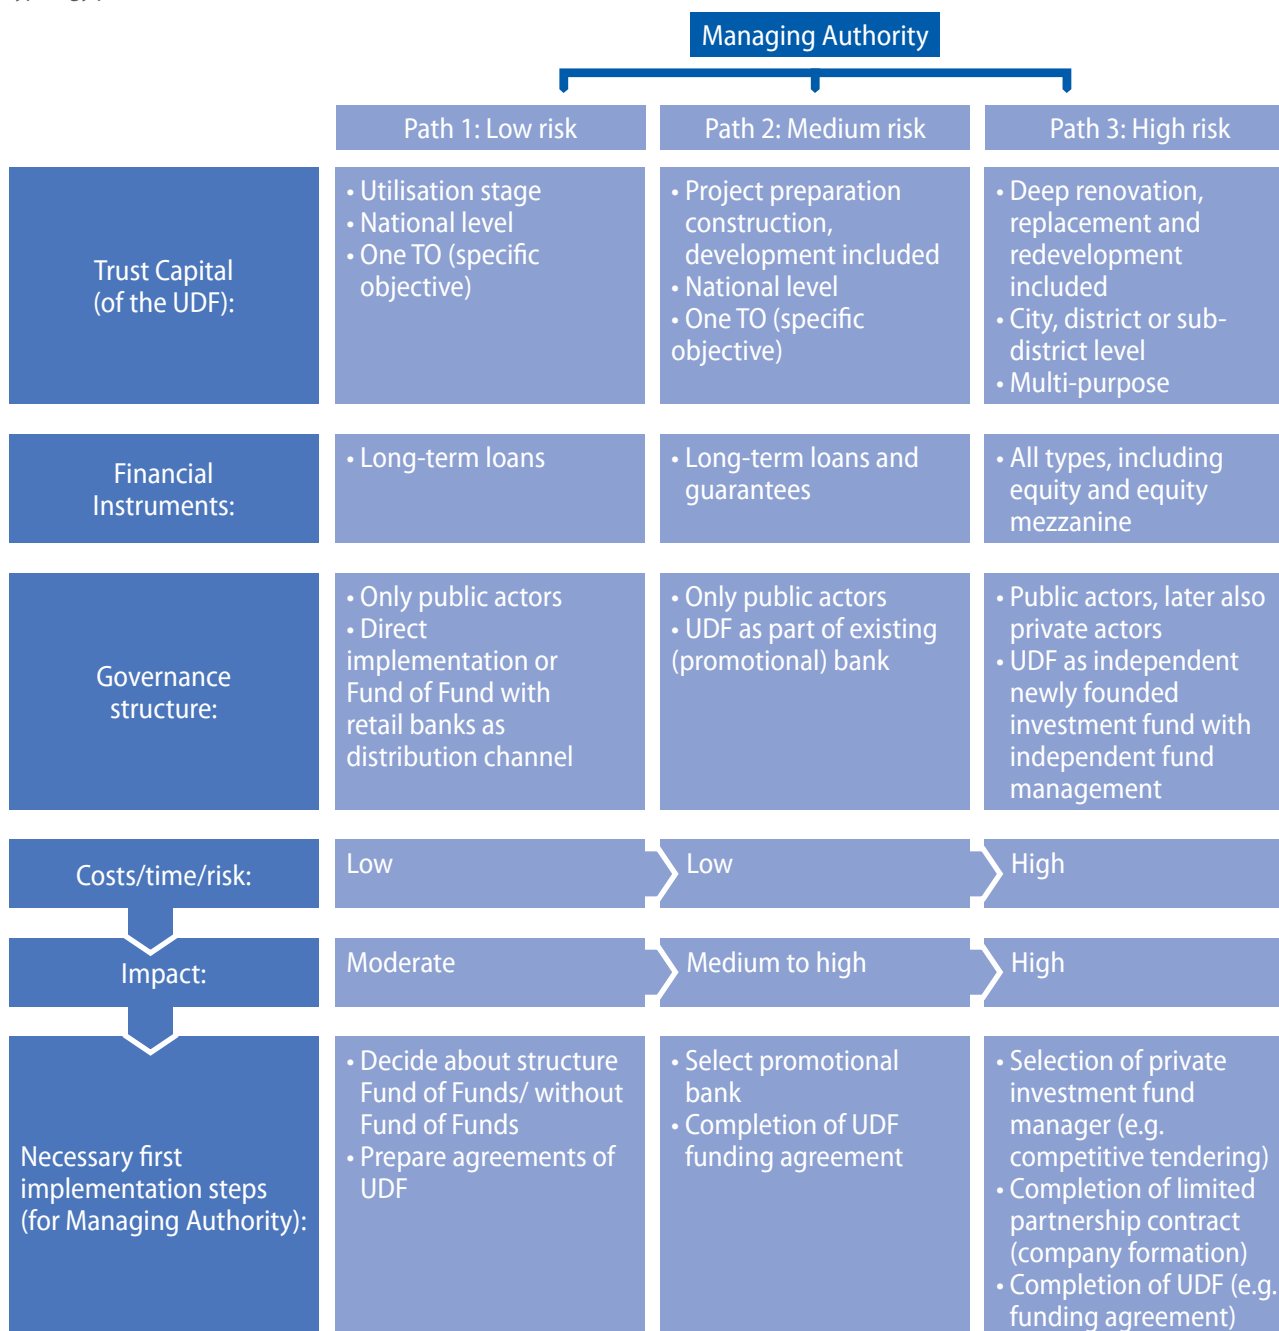 Managing Authority
Path 1: Low risk
Path 2: Medium risk
Path 3: High risk
Trust Capital
(of the UDF):
• Utilisation stage
• National level
• One TO (specific
objective)
• Project preparation
construction,
development included
• National level
• One TO (specific
objective)
• Deep renovation,
replacement and
redevelopment
included
• City, district or sub-
district level
• Multi-purpose
Financial
Instruments:
• Long-term loans
• Long-term loans and
guarantees
• All types, including
equity and equity
mezzanine
Governance
structure:
• Only public actors
• Direct
implementation or
Fund of Fund with
retail banks as
distribution channel
• Only public actors
• UDF as part of existing
(promotional) bank
• Public actors, later also
private actors
• UDF as independent
newly founded
investment fund with
independent fund
management
Costs/time/risk:
Low
Low
High
Impact:
Moderate
Medium to high
High
Necessary first
implementation steps
(for Managing Authority):
• Decide about structure
Fund of Funds/ without
Fund of Funds
• Prepare agreements of
UDF
• Select promotional
bank
• Completion of UDF
funding agreement
• Selection of private
investment fund
manager (e.g.
competitive tendering)
• Completion of limited
partnership contract
(company formation)
• Completion of UDF (e.g.
funding agreement)